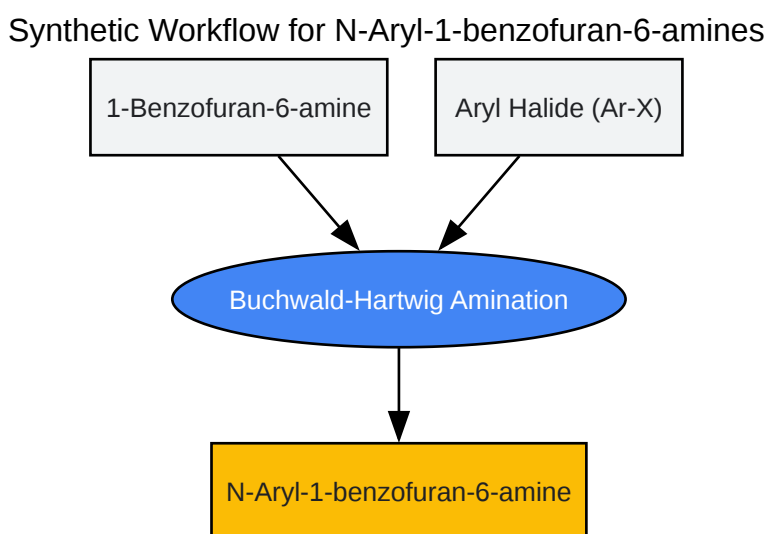 Synthetic Workflow for N-Aryl-1-benzofuran-6-amines
1-Benzofuran-6-amine
Aryl Halide (Ar-X)
Buchwald-Hartwig Amination
N-Aryl-1-benzofuran-6-amine